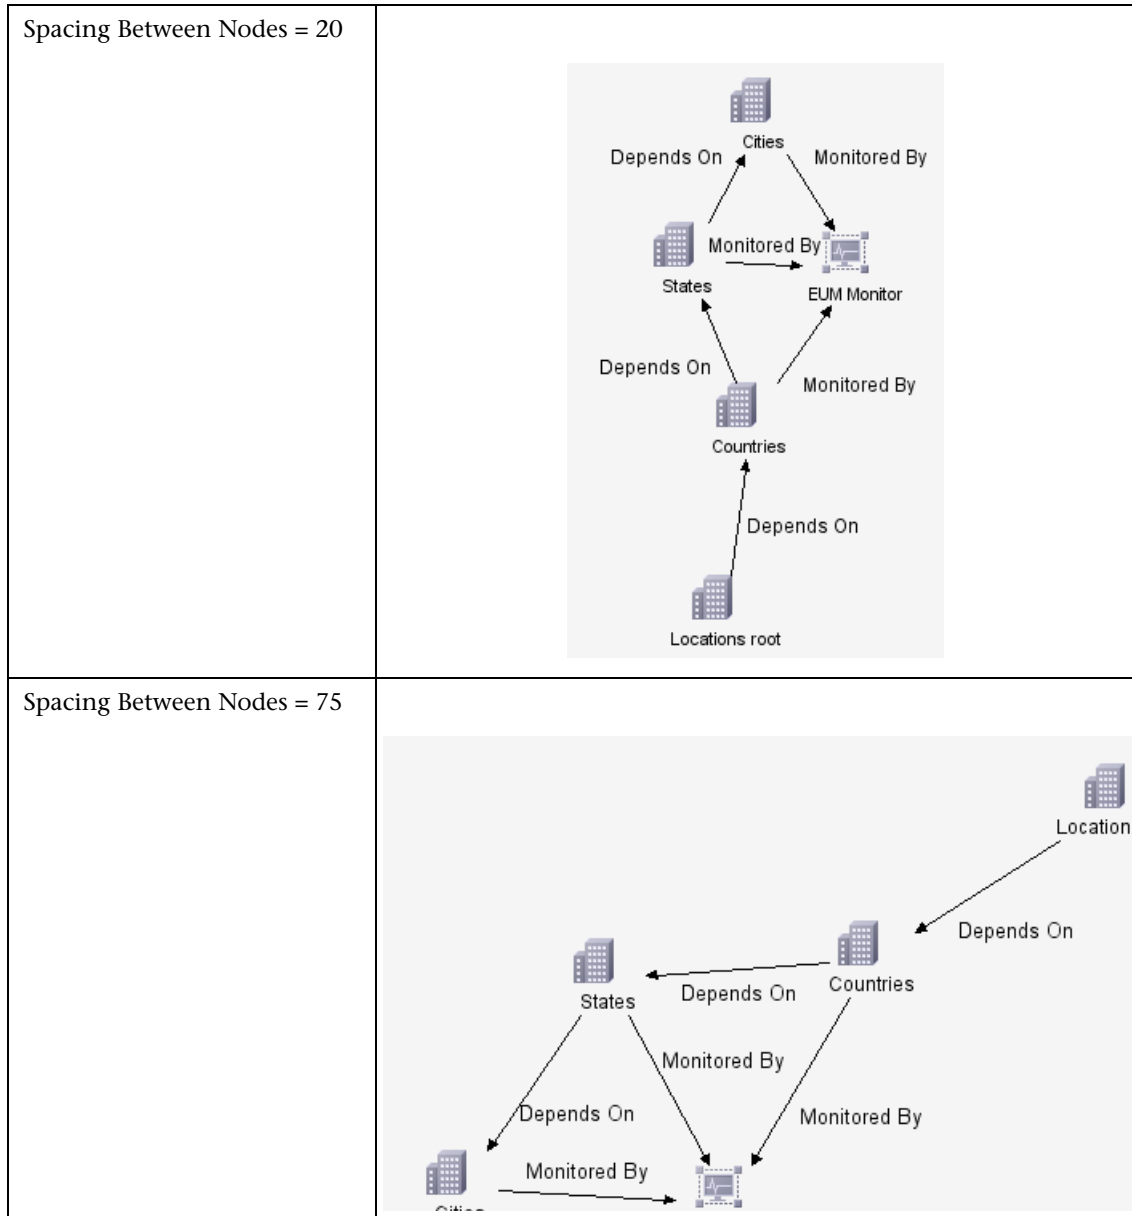 Spacing Between Nodes = 20
Cities
Depends On
Monitored By
Monitored By
States
EUM Monitor
Depends On
Monitored By
Countries
Depends On
Locations root
Spacing Between Nodes = 75
Location
Depends On
Countries
Depends On
States
Monitored By
Depends On
Monitored By
Monitored By